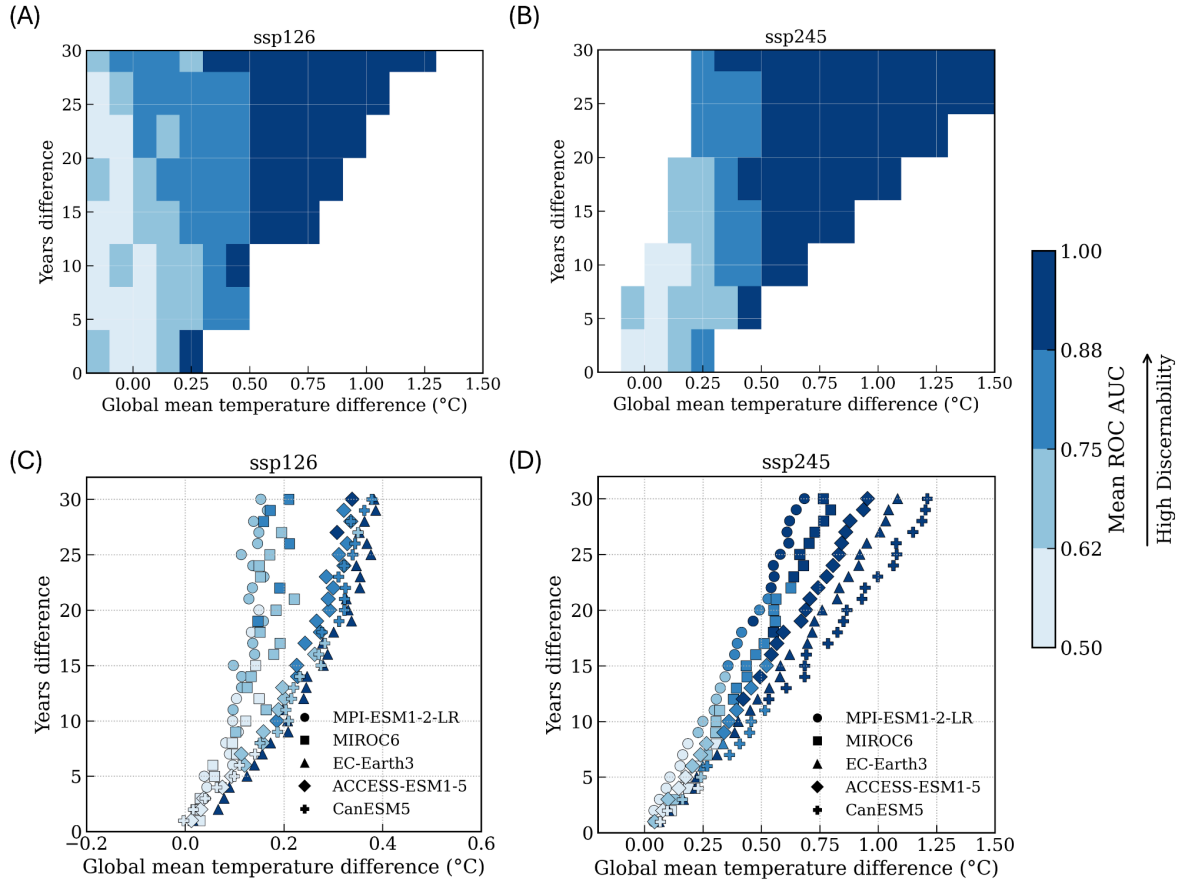 (A)
ssp126
30
25
20
15
10
5
0
Years difference
0.00 0.25 0.50 0.75 1.00 1.25 1.50
Global mean temperature difference (°C)
(B)
ssp245
30
25
20
15
10
5
0
Years difference
0.00 0.25 0.50 0.75 1.00 1.25 1.50
Global mean temperature difference (°C)
1.00
0.88
0.75
0.62
0.50
Mean ROC AUC
High Discernability
(C)
ssp126
30
25
20
15
10
5
0
Years difference
MPI-ESM1-2-LR
MIROC6
EC-Earth3
ACCESS-ESM1-5
CanESM5
−0.2 0.0 0.2 0.4 0.6
Global mean temperature difference (°C)
(D)
ssp245
30
25
20
15
10
5
0
Years difference
MPI-ESM1-2-LR
MIROC6
EC-Earth3
ACCESS-ESM1-5
CanESM5
0.00 0.25 0.50 0.75 1.00 1.25 1.50
Global mean temperature difference (°C)